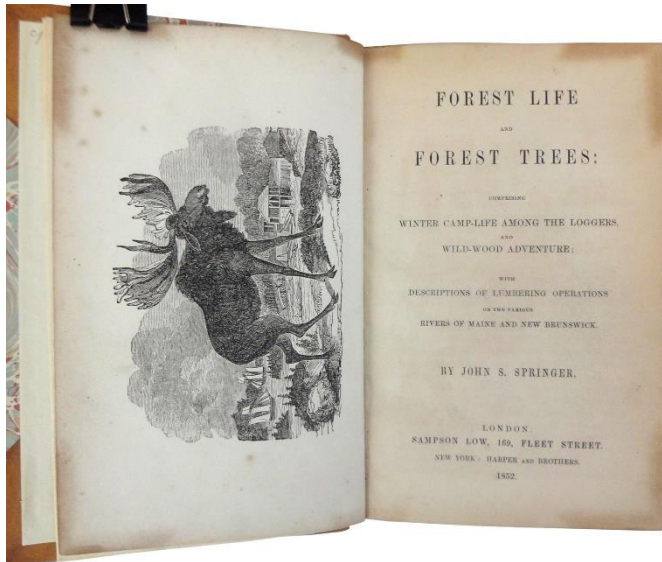 FOREST LIFE
AND
FOREST TREES:
COMPRISING
WINTER CAMP-LIFE AMONG THE LOGGERS,
AND
WILD-WOOD ADVENTURE;
WITH
DESCRIPTIONS OF LUMBERING OPERATIONS
ON THE VARIOUS
RIVERS OF MAINE AND NEW BRUNSWICK.
BY JOHN S. SPRINGER.
LONDON:
SAMPSON LOW, 169, FLEET STREET.
NEW YORK: HARPER AND BROTHERS.
1852.